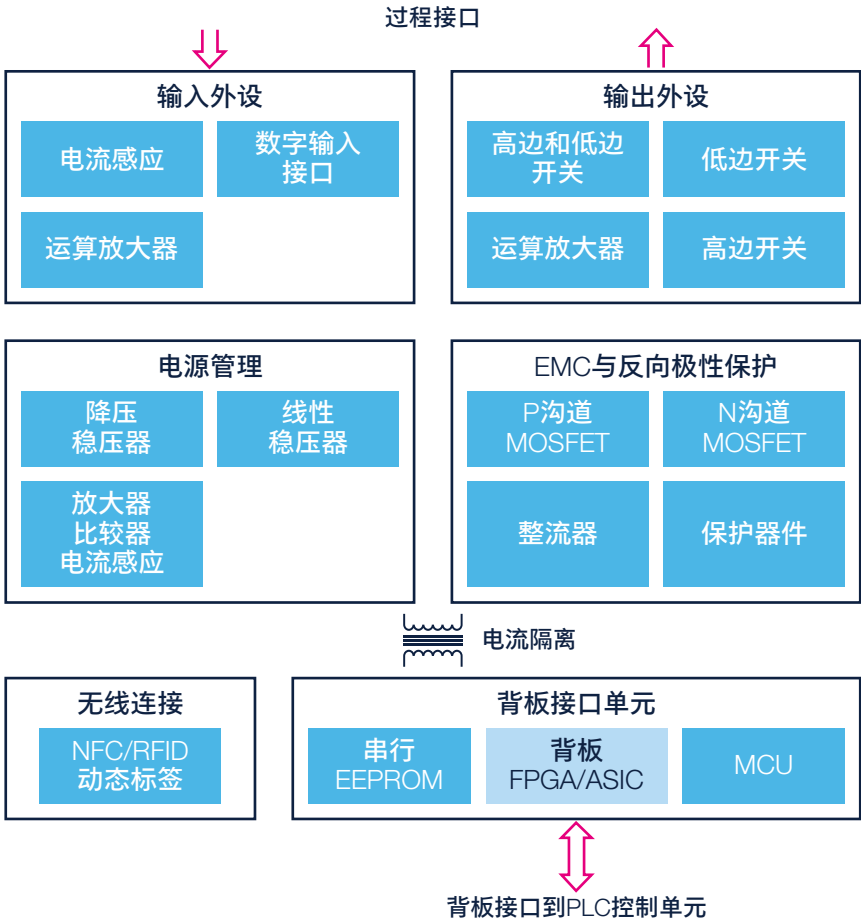 过程接口
输入外设
电流感应
数字输入
接口
运算放大器
输出外设
高边和低边
开关
低边开关
运算放大器
高边开关
电源管理
降压
稳压器
线性
稳压器
放大器
比较器
电流感应
EMC与反向极性保护
P沟道
MOSFET
N沟道
MOSFET
整流器
保护器件
电流隔离
无线连接
NFC/RFID
动态标签
背板接口单元
串行
EEPROM
背板
FPGA/ASIC
MCU
背板接口到PLC控制单元